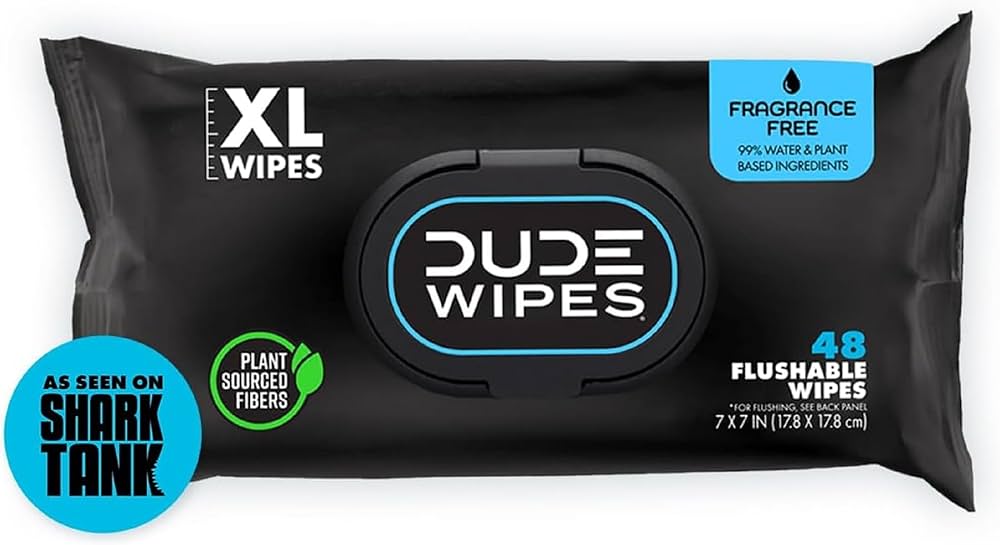 XL
WIPES
FRAGRANCE
FREE
99% WATER & PLANT
BASED INGREDIENTS
DUDE
WIPES®
PLANT
SOURCED
FIBERS
48
FLUSHABLE
WIPES
*FOR FLUSHING, SEE BACK PANEL
7 X 7 IN (17.8 X 17.8 cm)
AS SEEN ON
SHARK
TANK